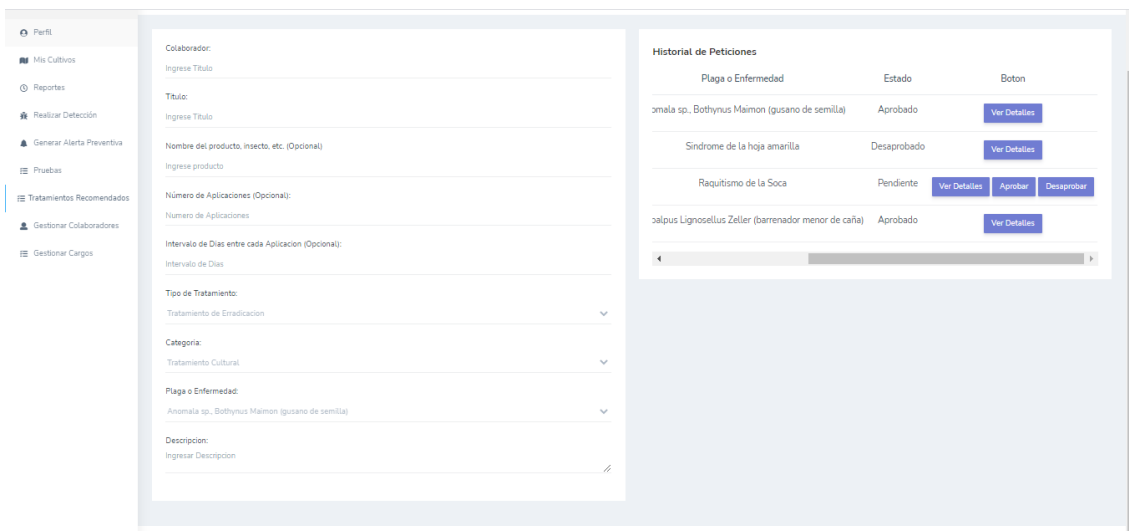 Perfil
Mis Cultivos
Reportes
Realizar Detección
Generar Alerta Preventiva
Pruebas
Tratamientos Recomendados
Gestionar Colaboradores
Gestionar Cargos
Colaborador:
Ingrese Titulo
Titulo:
Ingrese Titulo
Nombre del producto, insecto, etc. (Opcional)
Ingrese producto
Número de Aplicaciones (Opcional):
Numero de Aplicaciones
Intervalo de Dias entre cada Aplicacion (Opcional):
Intervalo de Dias
Tipo de Tratamiento:
Tratamiento de Erradicacion
Categoria:
Tratamiento Cultural
Plaga o Enfermedad:
Anomala sp., Bothynus Maimon (gusano de semilla)
Descripcion:
Ingresar Descripcion
Historial de Peticiones
Plaga o Enfermedad Estado Boton
omala sp., Bothynus Maimon (gusano de semilla) Aprobado Ver Detalles
Sindrome de la hoja amarilla Desaprobado Ver Detalles
Raquitismo de la Soca Pendiente Ver Detalles Aprobar Desaprobar
palpus Lignosellus Zeller (barrenador menor de caña) Aprobado Ver Detalles